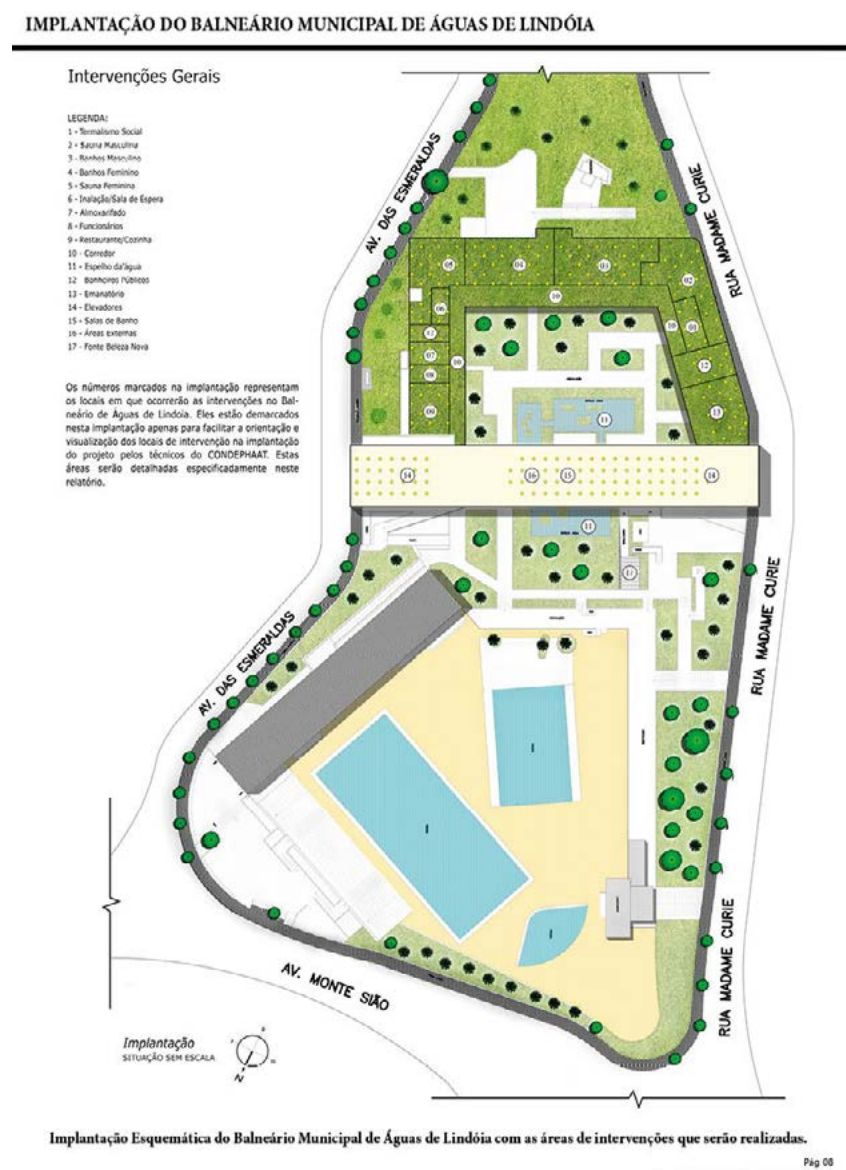 IMPLANTAÇÃO DO BALNEÁRIO MUNICIPAL DE ÁGUAS DE LINDÓIA
Intervenções Gerais
LEGENDA:
1 - Termalismo Social
2 - Sauna Masculina
3 - Banhos Masculino
4 - Banhos Feminino
5 - Sauna Feminina
6 - Inalação/Sala de Espera
7 - Almoxarifado
8 - Funcionários
9 - Restaurante/Cozinha
10 - Corredor
11 - Espelho da'água
12 Banheiros Públicos
13 - Emanatório
14 - Elevadores
15 - Salas de Banho
16 - Áreas Externas
17 - Fonte Beleza Nova
Os números marcados na implantação representam
os locais em que ocorrerão as intervenções no Bal-
neário de Águas de Lindoia. Eles estão demarcados
nesta implantação apenas para facilitar a orientação e
visualização dos locais de intervenção na implantação
do projeto pelos técnicos do CONDEPHAAT. Estas
áreas serão detalhadas especificadamente neste
relatório.
AV. DAS ESMERALDAS
RUA MADAME CURIE
05
04
03
02
06
10
10
01
12
07
10
12
08
09
13
11
14
16
15
14
11
AV. DAS ESMERALDAS
RUA MADAME CURIE
RUA MADAME CURIE
AV. MONTE SIÃO
Implantação
SITUAÇÃO SEM ESCALA
N
Implantação Esquemática do Balneário Municipal de Águas de Lindóia com as áreas de intervenções que serão realizadas.
Pág 08